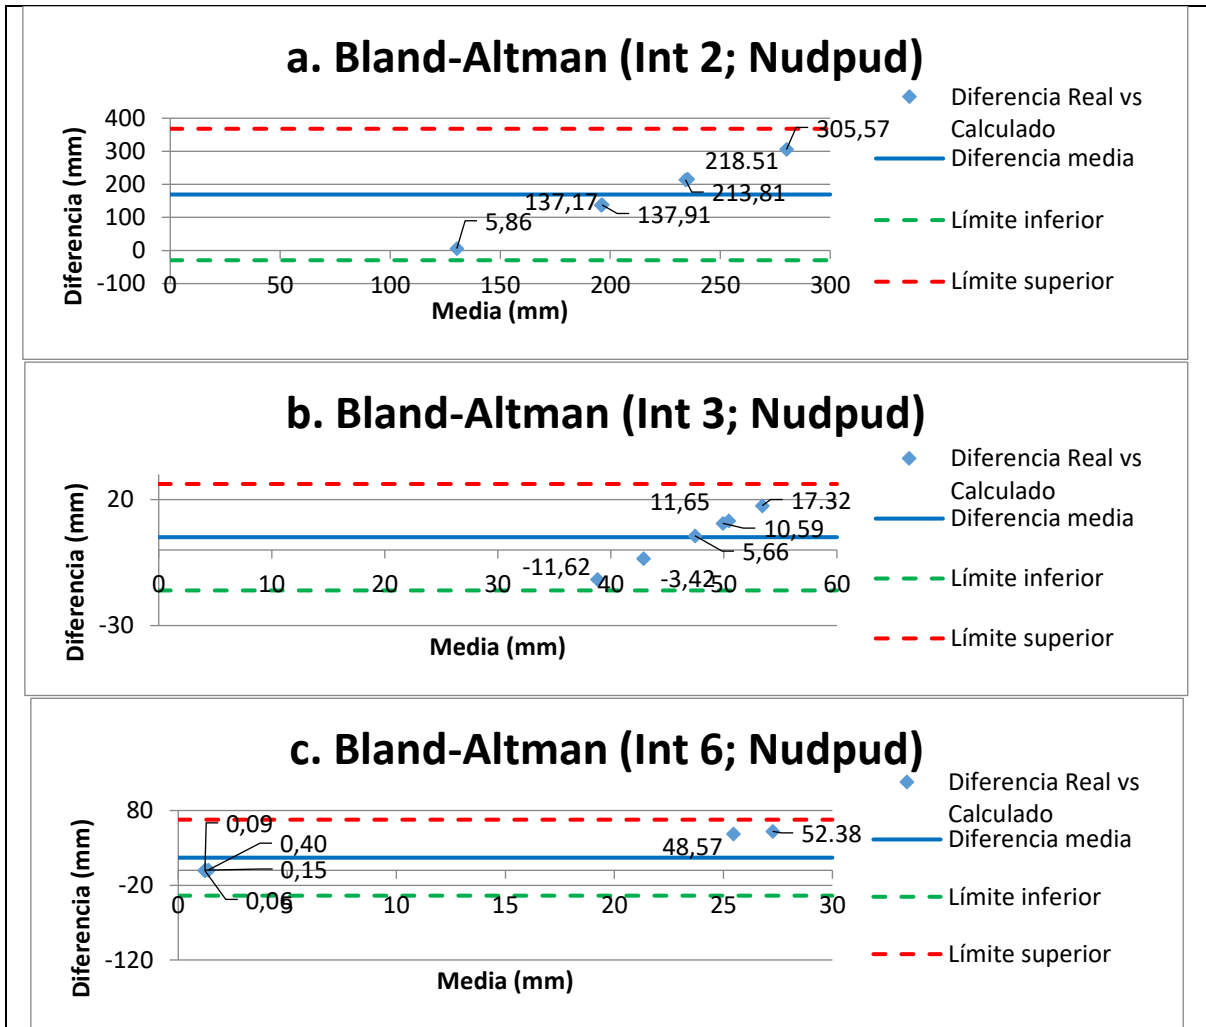 a. Bland-Altman (Int 2; Nudpud)
Diferencia (mm)
400
300
200
100
0
-100
0
50
100
150
200
250
300
Media (mm)
5,86
137,17
137,91
218.51
213,81
305,57
Diferencia Real vs
Calculado
Diferencia media
Límite inferior
Límite superior
b. Bland-Altman (Int 3; Nudpud)
Diferencia (mm)
20
-30
0
10
20
30
40
50
60
Media (mm)
-11,62
-3,42
5,66
10,59
11,65
17.32
Diferencia Real vs
Calculado
Diferencia media
Límite inferior
Límite superior
c. Bland-Altman (Int 6; Nudpud)
Diferencia (mm)
80
-20
-120
0
5
10
15
20
25
30
Media (mm)
0,09
0,40
0,15
0,06
48,57
52.38
Diferencia Real vs
Calculado
Diferencia media
Límite inferior
Límite superior